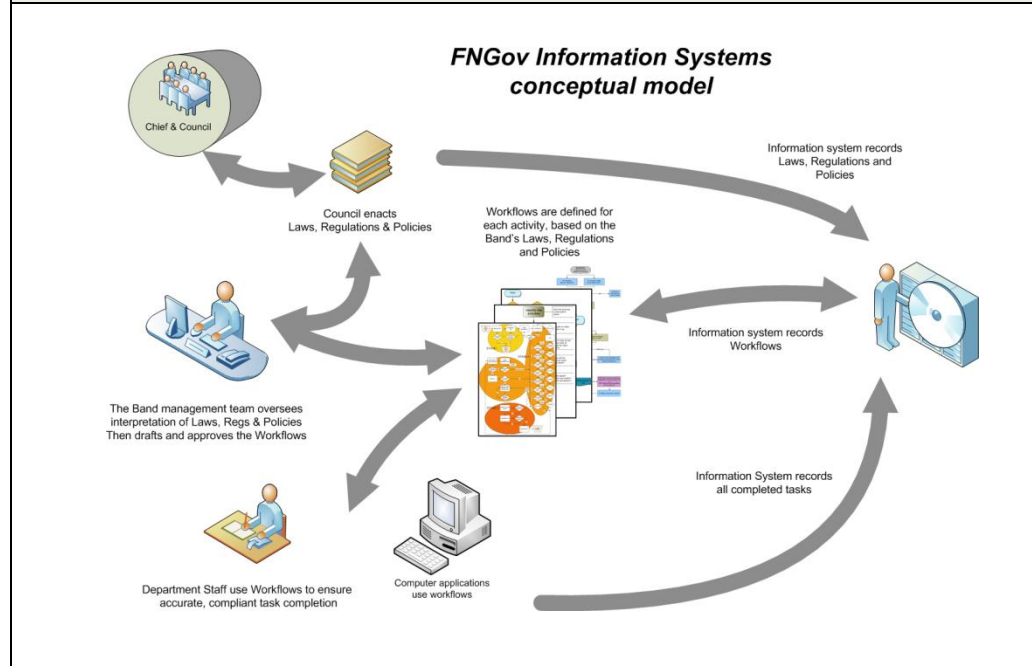 FNGov Information Systems
conceptual model
Chief & Council
Information system records
Laws, Regulations and
Policies
Council enacts
Laws, Regulations & Policies
Workflows are defined for
each activity, based on the
Band's Laws, Regulations
and Policies
Information system records
Workflows
The Band management team oversees
interpretation of Laws, Regs & Policies
Then drafts and approves the Workflows
Information System records
all completed tasks
Department Staff use Workflows to ensure
accurate, compliant task completion
Computer applications
use workflows